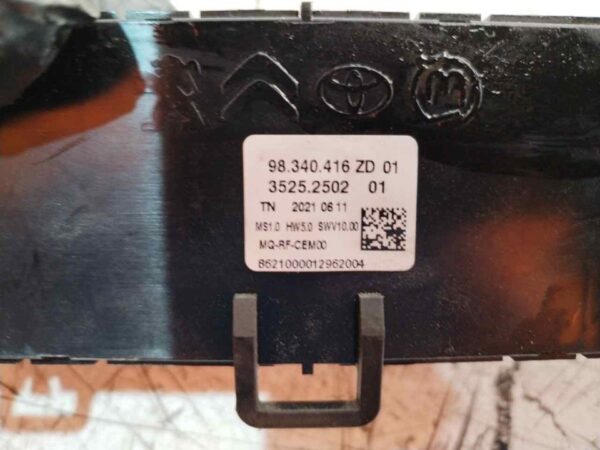 98.340.416 ZD 01
3525.2502 01
TN 2021 06 11
MS1.0 HW5.0 SWV10.00
MQ-RF-CEM00
8621000012962004